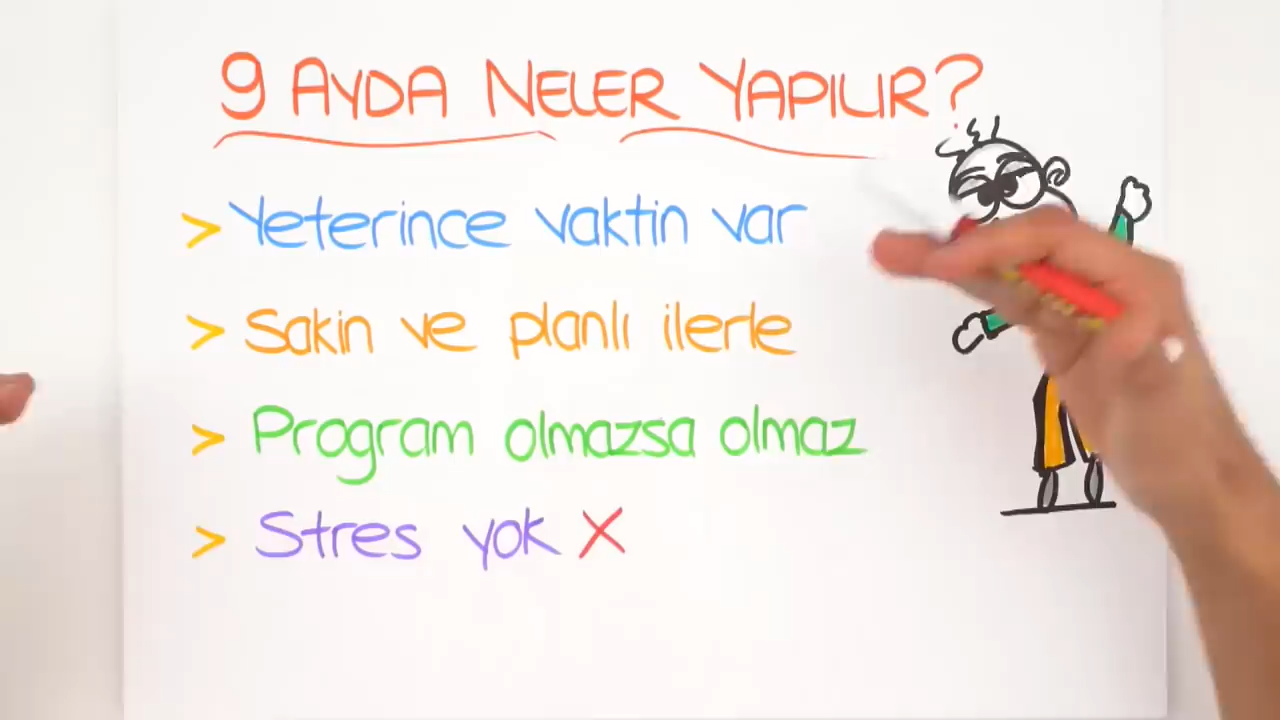 9 AYDA NELER YAPILIR?
> Yeterince vaktin var
> Sakin ve planlı ilerle
> Program olmazsa olmaz
> Stres yok X